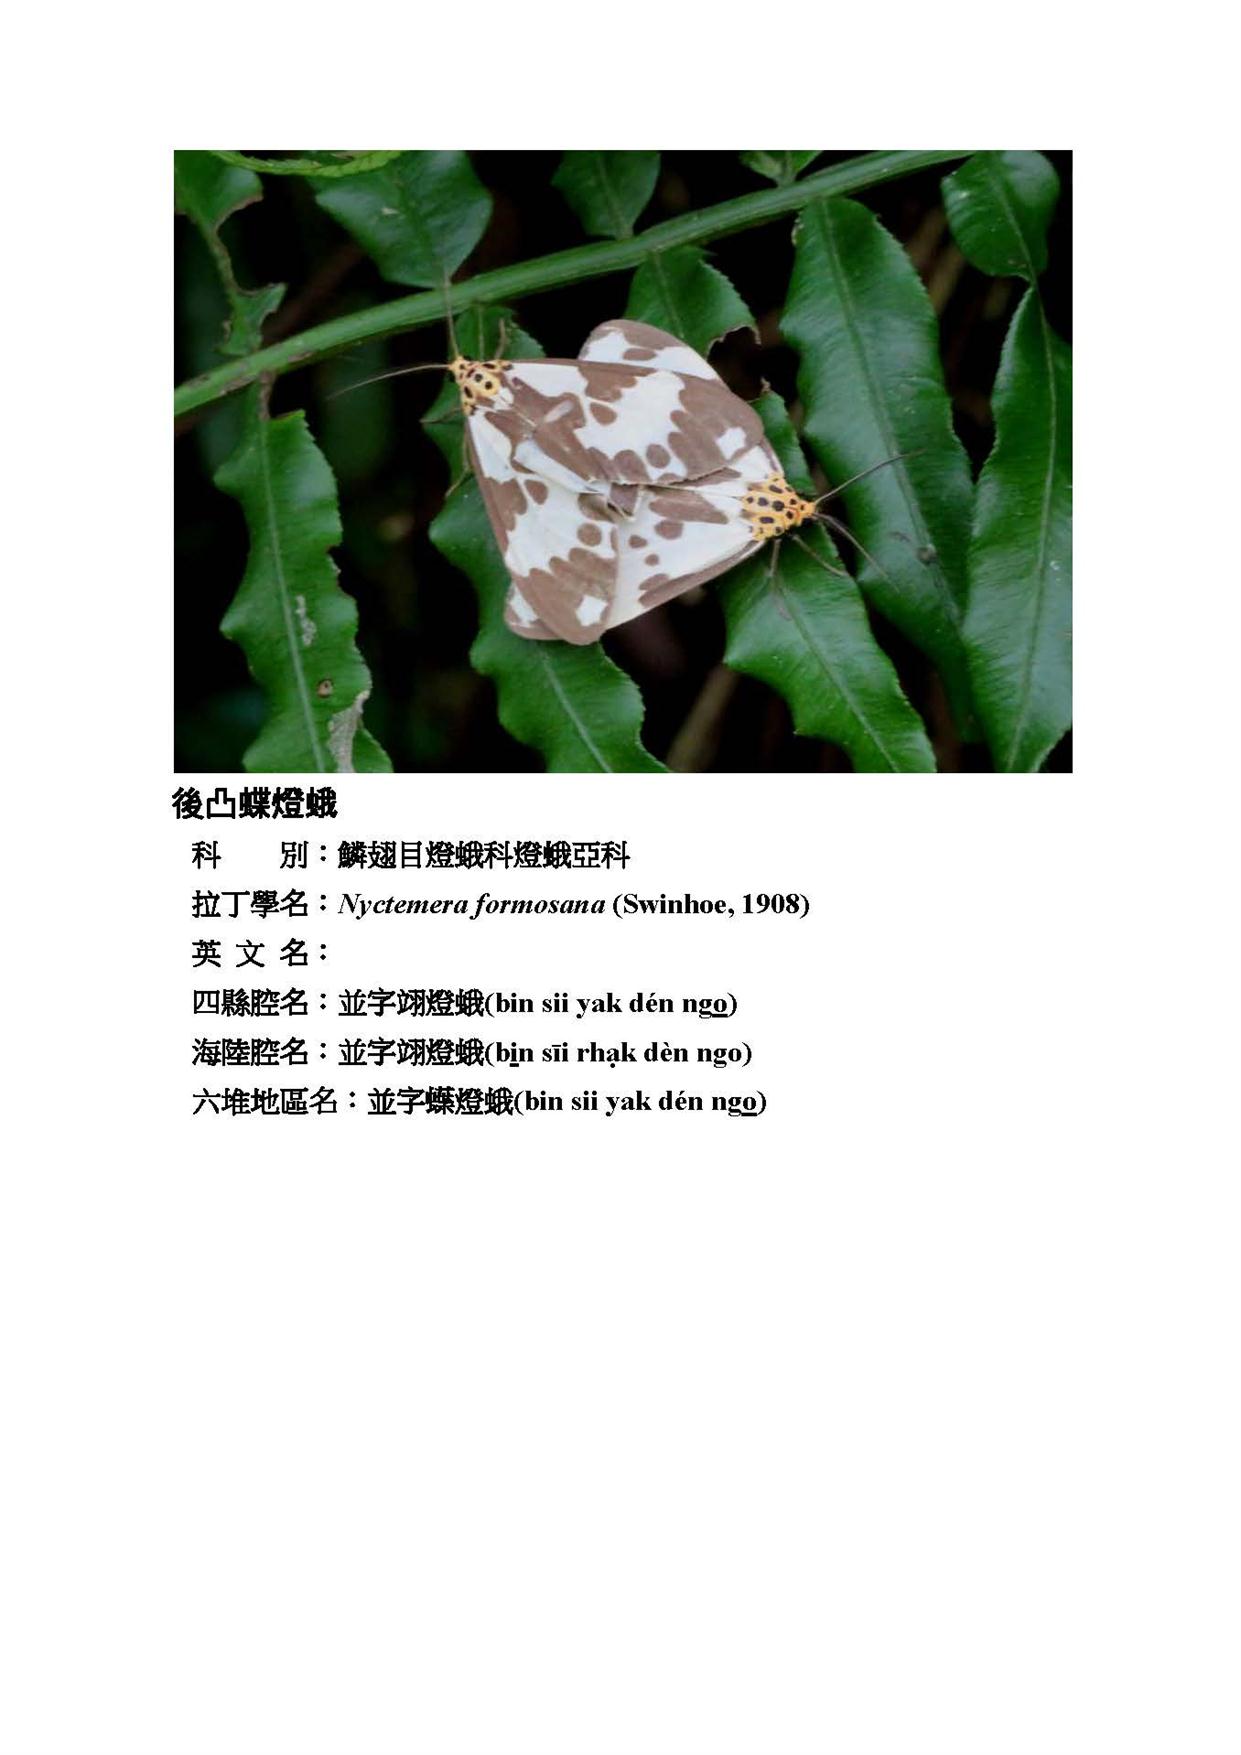 後凸蝶燈蛾
科　　別：鱗翅目燈蛾科燈蛾亞科
拉丁學名：Nyctemera formosana (Swinhoe, 1908)
英 文 名：
四縣腔名：並字翊燈蛾(bin sii yak dén ngo̲)
海陸腔名：並字翊燈蛾(bi̲n sīi rhạk dèn ngo)
六堆地區名：並字蠂燈蛾(bin sii yak dén ngo̲)